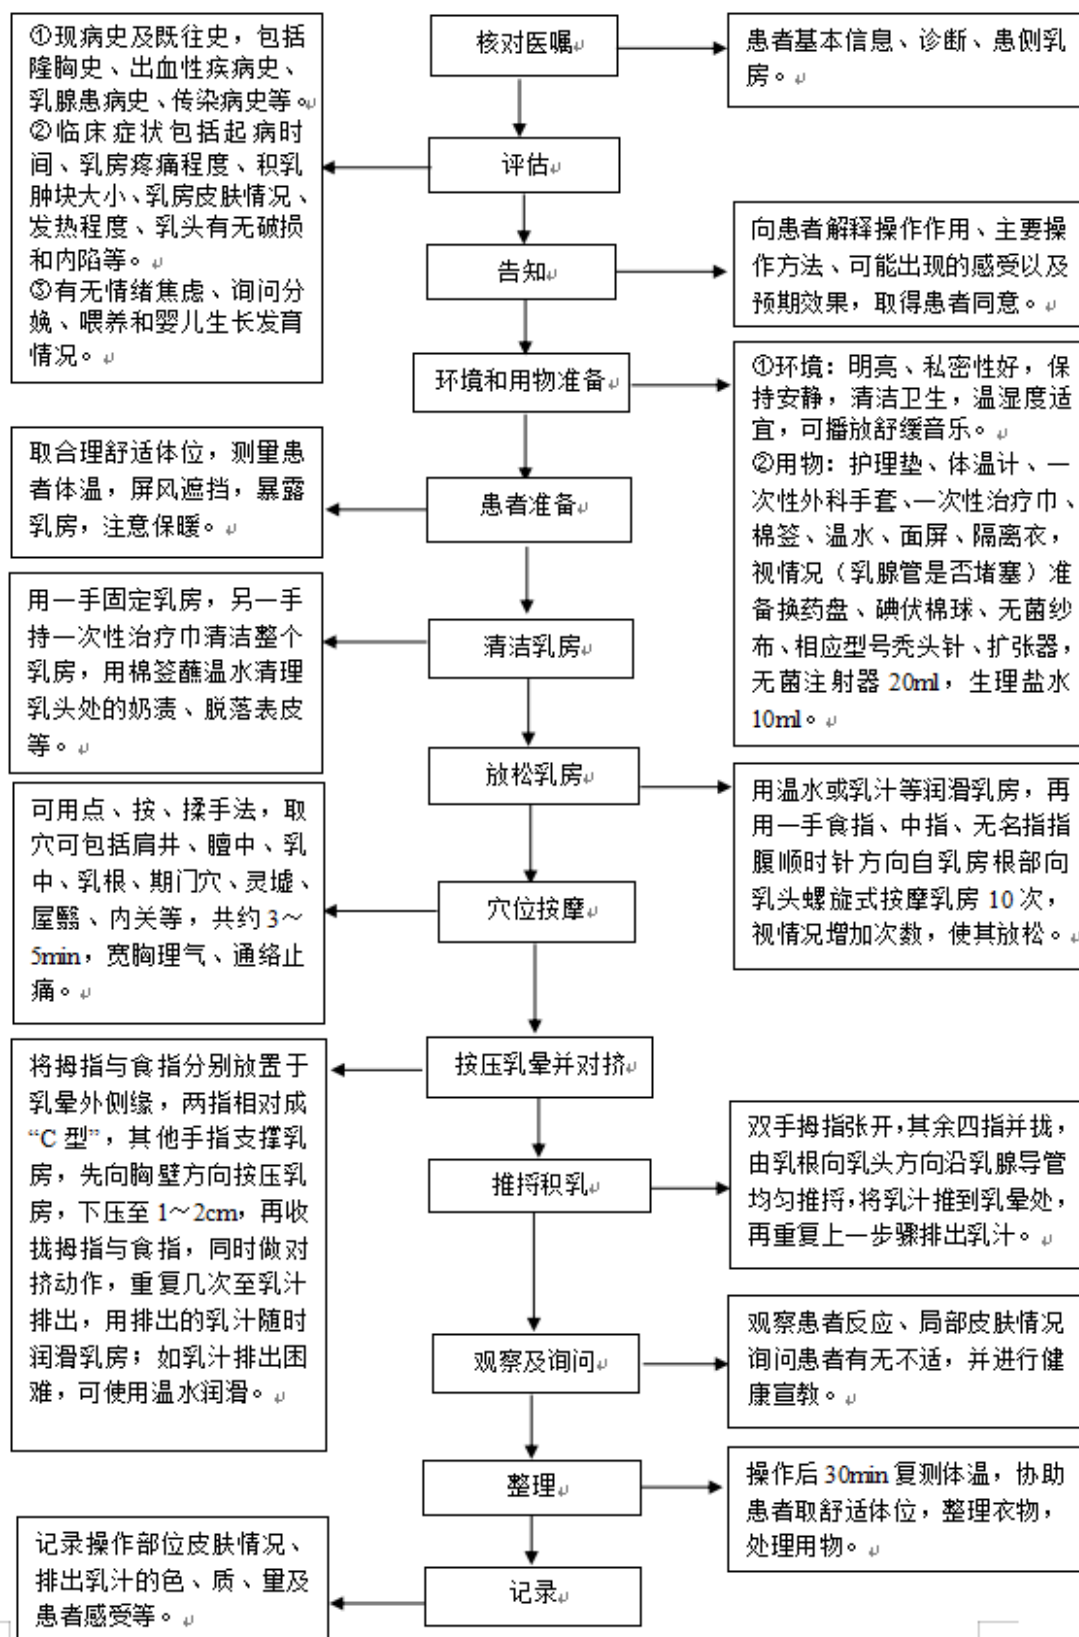 核对医嘱
患者基本信息、诊断、患侧乳
房。
①现病史及既往史，包括
隆胸史、出血性疾病史、
乳腺患病史、传染病史等。
②临床症状包括起病时
间、乳房疼痛程度、积乳
肿块大小、乳房皮肤情况、
发热程度、乳头有无破损
和内陷等。
③有无情绪焦虑、询问分
娩、喂养和婴儿生长发育
情况。
评估
告知
向患者解释操作作用、主要操
作方法、可能出现的感受以及
预期效果，取得患者同意。
环境和用物准备
①环境：明亮、私密性好，保
持安静，清洁卫生，温湿度适
宜，可播放舒缓音乐。
②用物：护理垫、体温计、一
次性外科手套、一次性治疗巾、
棉签、温水、面屏、隔离衣，
视情况（乳腺管是否堵塞）准
备换药盘、碘伏棉球、无菌纱
布、相应型号秃头针、扩张器，
无菌注射器 20ml，生理盐水
10ml。
取合理舒适体位，测量患
者体温，屏风遮挡，暴露
乳房，注意保暖。
患者准备
用一手固定乳房，另一手
持一次性治疗巾清洁整个
乳房，用棉签蘸温水清理
乳头处的奶渍、脱落表皮
等。
清洁乳房
放松乳房
用温水或乳汁等润滑乳房，再
用一手食指、中指、无名指指
腹顺时针方向自乳房根部向
乳头螺旋式按摩乳房 10 次，
视情况增加次数，使其放松。
可用点、按、揉手法，取
穴可包括肩井、膻中、乳
中、乳根、期门穴、灵墟、
屋翳、内关等，共约 3～
5min，宽胸理气、通络止
痛。
穴位按摩
将拇指与食指分别放置于
乳晕外侧缘，两指相对成
“C 型”，其他手指支撑乳
房，先向胸壁方向按压乳
房，下压至 1～2cm，再收
拢拇指与食指，同时做对
挤动作，重复几次至乳汁
排出，用排出的乳汁随时
润滑乳房；如乳汁排出困
难，可使用温水润滑。
按压乳晕并对挤
推捋积乳
双手拇指张开，其余四指并拢，
由乳根向乳头方向沿乳腺导管
均匀推捋，将乳汁推到乳晕处，
再重复上一步骤排出乳汁。
观察及询问
观察患者反应、局部皮肤情况
询问患者有无不适，并进行健
康宣教。
整理
操作后 30min 复测体温，协助
患者取舒适体位，整理衣物，
处理用物。
记录操作部位皮肤情况、
排出乳汁的色、质、量及
患者感受等。
记录